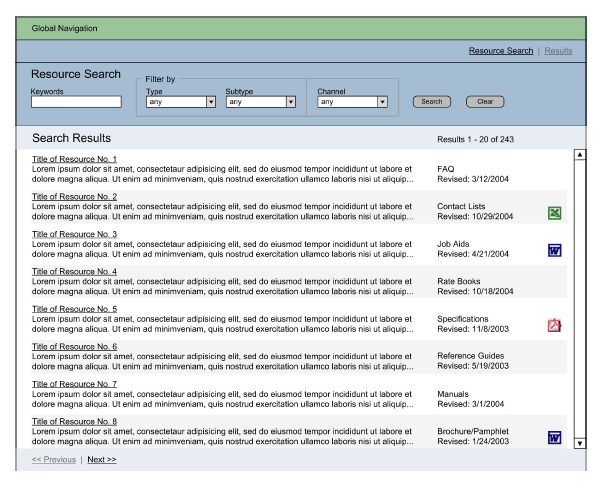 Global Navigation
Resource Search | Results
Resource Search
Filter by
Keywords Type Subtype Channel
any any any Search Clear
Search Results Results 1 - 20 of 243
Title of Resource No. 1
Lorem ipsum dolor sit amet, consectetaur adipisicing elit, sed do eiusmod tempor incididunt ut labore et FAQ
dolore magna aliqua. Ut enim ad minimveniam, quis nostrud exercitation ullamco laboris nisi ut aliquip... Revised: 3/12/2004
Title of Resource No. 2
Lorem ipsum dolor sit amet, consectetaur adipisicing elit, sed do eiusmod tempor incididunt ut labore et Contact Lists
dolore magna aliqua. Ut enim ad minimveniam, quis nostrud exercitation ullamco laboris nisi ut aliquip... Revised: 10/29/2004
Title of Resource No. 3
Lorem ipsum dolor sit amet, consectetaur adipisicing elit, sed do eiusmod tempor incididunt ut labore et Job Aids
dolore magna aliqua. Ut enim ad minimveniam, quis nostrud exercitation ullamco laboris nisi ut aliquip... Revised: 4/21/2004
Title of Resource No. 4
Lorem ipsum dolor sit amet, consectetaur adipisicing elit, sed do eiusmod tempor incididunt ut labore et Rate Books
dolore magna aliqua. Ut enim ad minimveniam, quis nostrud exercitation ullamco laboris nisi ut aliquip... Revised: 10/18/2004
Title of Resource No. 5
Lorem ipsum dolor sit amet, consectetaur adipisicing elit, sed do eiusmod tempor incididunt ut labore et Specifications
dolore magna aliqua. Ut enim ad minimveniam, quis nostrud exercitation ullamco laboris nisi ut aliquip... Revised: 11/8/2003
Title of Resource No. 6
Lorem ipsum dolor sit amet, consectetaur adipisicing elit, sed do eiusmod tempor incididunt ut labore et Reference Guides
dolore magna aliqua. Ut enim ad minimveniam, quis nostrud exercitation ullamco laboris nisi ut aliquip... Revised: 5/19/2003
Title of Resource No. 7
Lorem ipsum dolor sit amet, consectetaur adipisicing elit, sed do eiusmod tempor incididunt ut labore et Manuals
dolore magna aliqua. Ut enim ad minimveniam, quis nostrud exercitation ullamco laboris nisi ut aliquip... Revised: 3/1/2004
Title of Resource No. 8
Lorem ipsum dolor sit amet, consectetaur adipisicing elit, sed do eiusmod tempor incididunt ut labore et Brochure/Pamphlet
dolore magna aliqua. Ut enim ad minimveniam, quis nostrud exercitation ullamco laboris nisi ut aliquip... Revised: 1/24/2003
<< Previous | Next >>